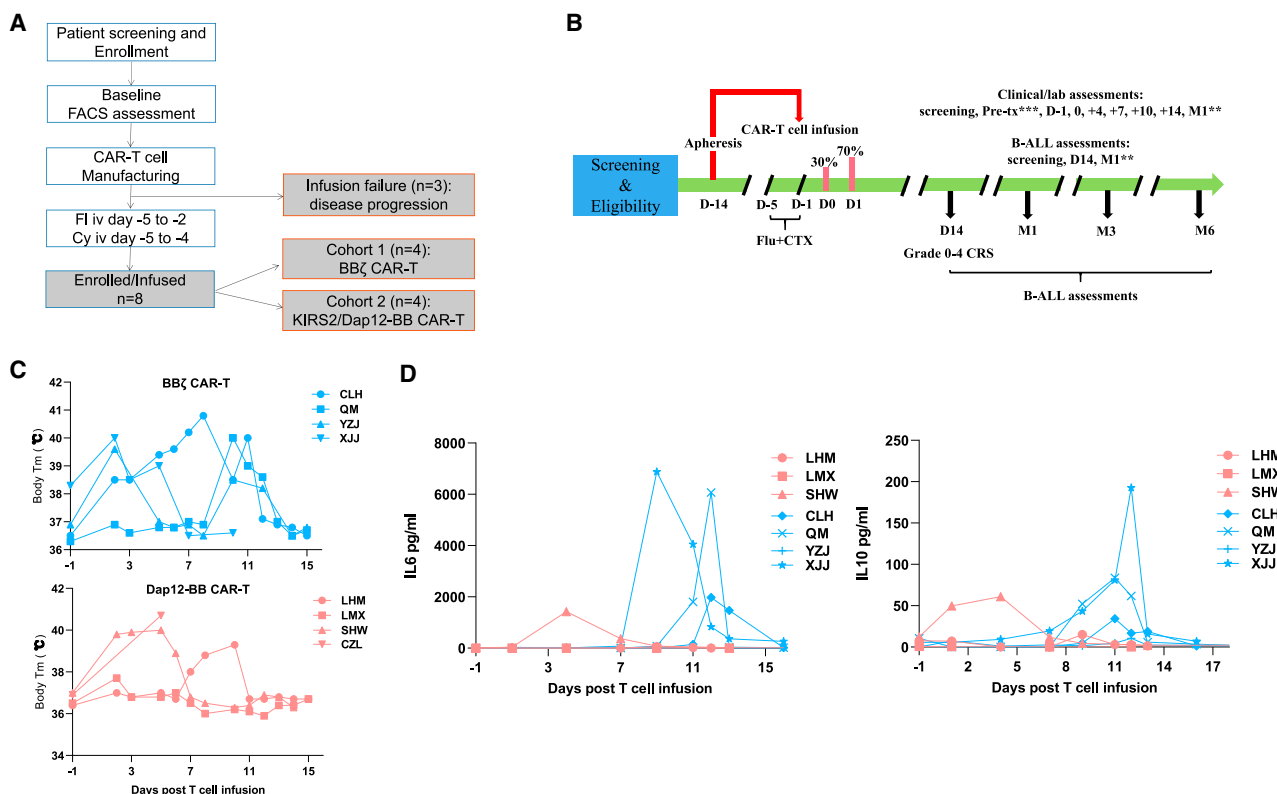 A
Patient screening and
Enrollment
Baseline
FACS assessment
CAR-T cell
Manufacturing
Fl iv day -5 to -2
Cy iv day -5 to -4
Enrolled/Infused
n=8
Infusion failure (n=3):
disease progression
Cohort 1 (n=4):
BBζ CAR-T
Cohort 2 (n=4):
KIRS2/Dap12-BB CAR-T
B
Clinical/lab assessments:
screening, Pre-tx***, D-1, 0, +4, +7, +10, +14, M1**
B-ALL assessments:
screening, D14, M1**
CAR-T cell infusion
Apheresis
30%
70%
Screening
&
Eligibility
D-14
D-5
D-1
D0
D1
Flu+CTX
D14
M1
M3
M6
Grade 0-4 CRS
B-ALL assessments
C
BBζ CAR-T
Body Tm (℃)
42
41
40
39
38
37
36
-1
3
7
11
15
CLH
QM
YZJ
XJJ
Dap12-BB CAR-T
Body Tm (℃)
42
40
38
36
34
-1
3
7
11
15
Days post T cell infusion
LHM
LMX
SHW
CZL
D
IL6 pg/ml
8000
6000
4000
2000
0
-1
3
7
11
15
Days post T cell infusion
LHM
LMX
SHW
CLH
QM
YZJ
XJJ
IL10 pg/ml
250
200
150
100
50
0
-1
1
5
7
9
11
13
14
17
Days post T cell infusion
LHM
LMX
SHW
CLH
QM
YZJ
XJJ